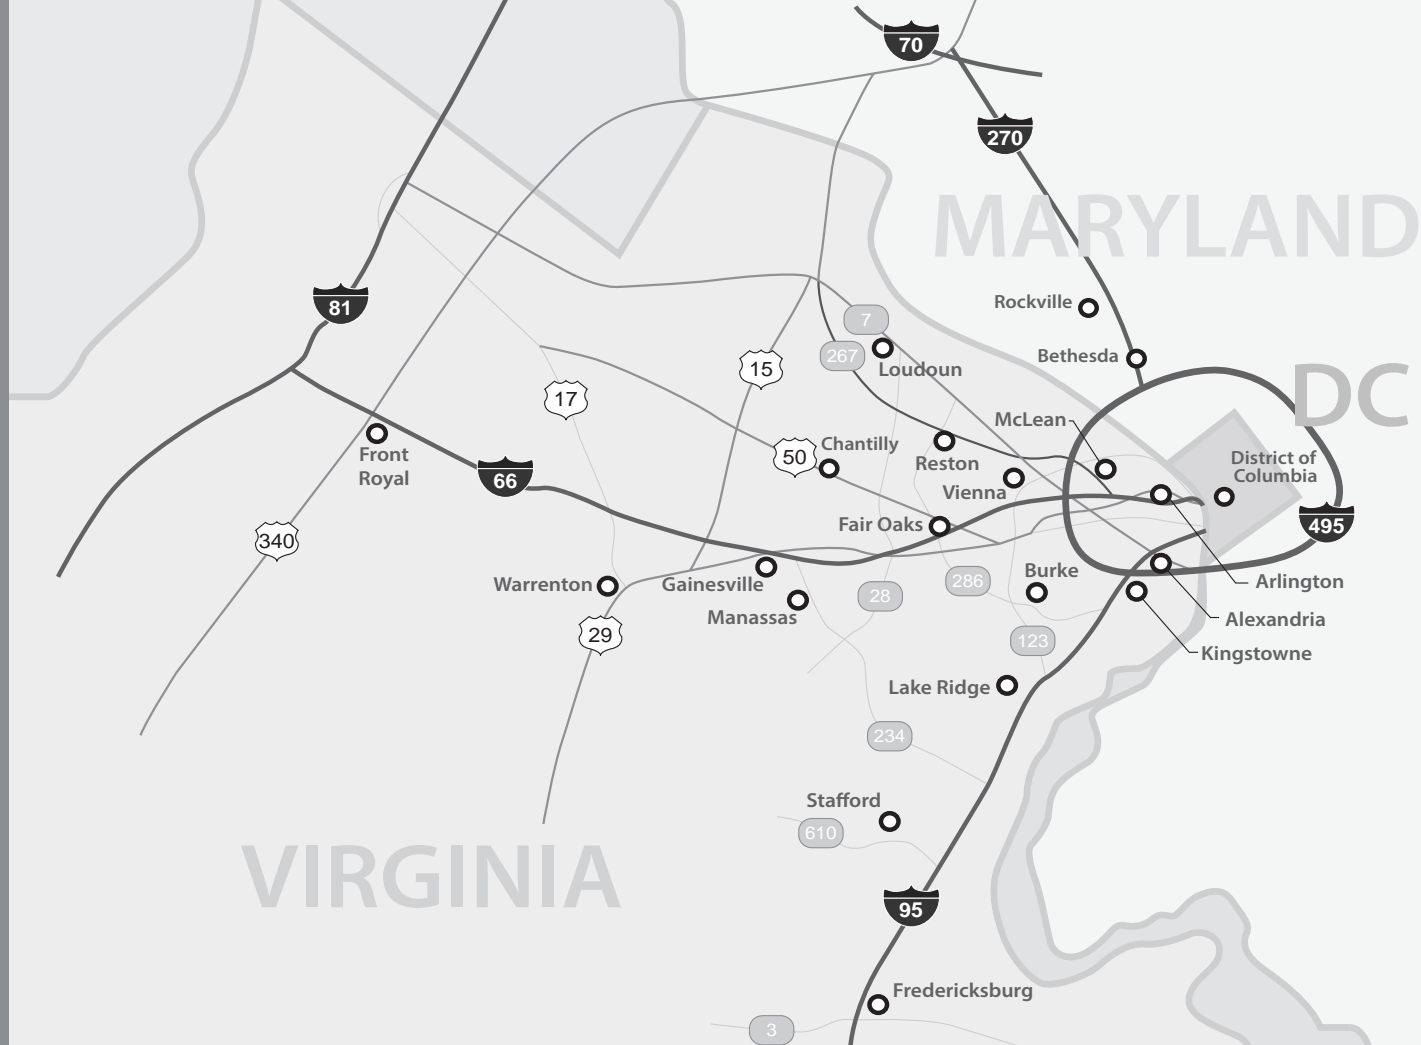 70
270
MARYLAND
Rockville
81
7
267
Bethesda
Loudoun
15
DC
17
McLean
Chantilly
50
Front
Royal
Reston
District of
Columbia
66
Vienna
Fair Oaks
495
340
Burke
Warrenton
Gainesville
286
Arlington
28
Manassas
Alexandria
29
123
Kingstowne
Lake Ridge
234
Stafford
610
VIRGINIA
95
Fredericksburg
3